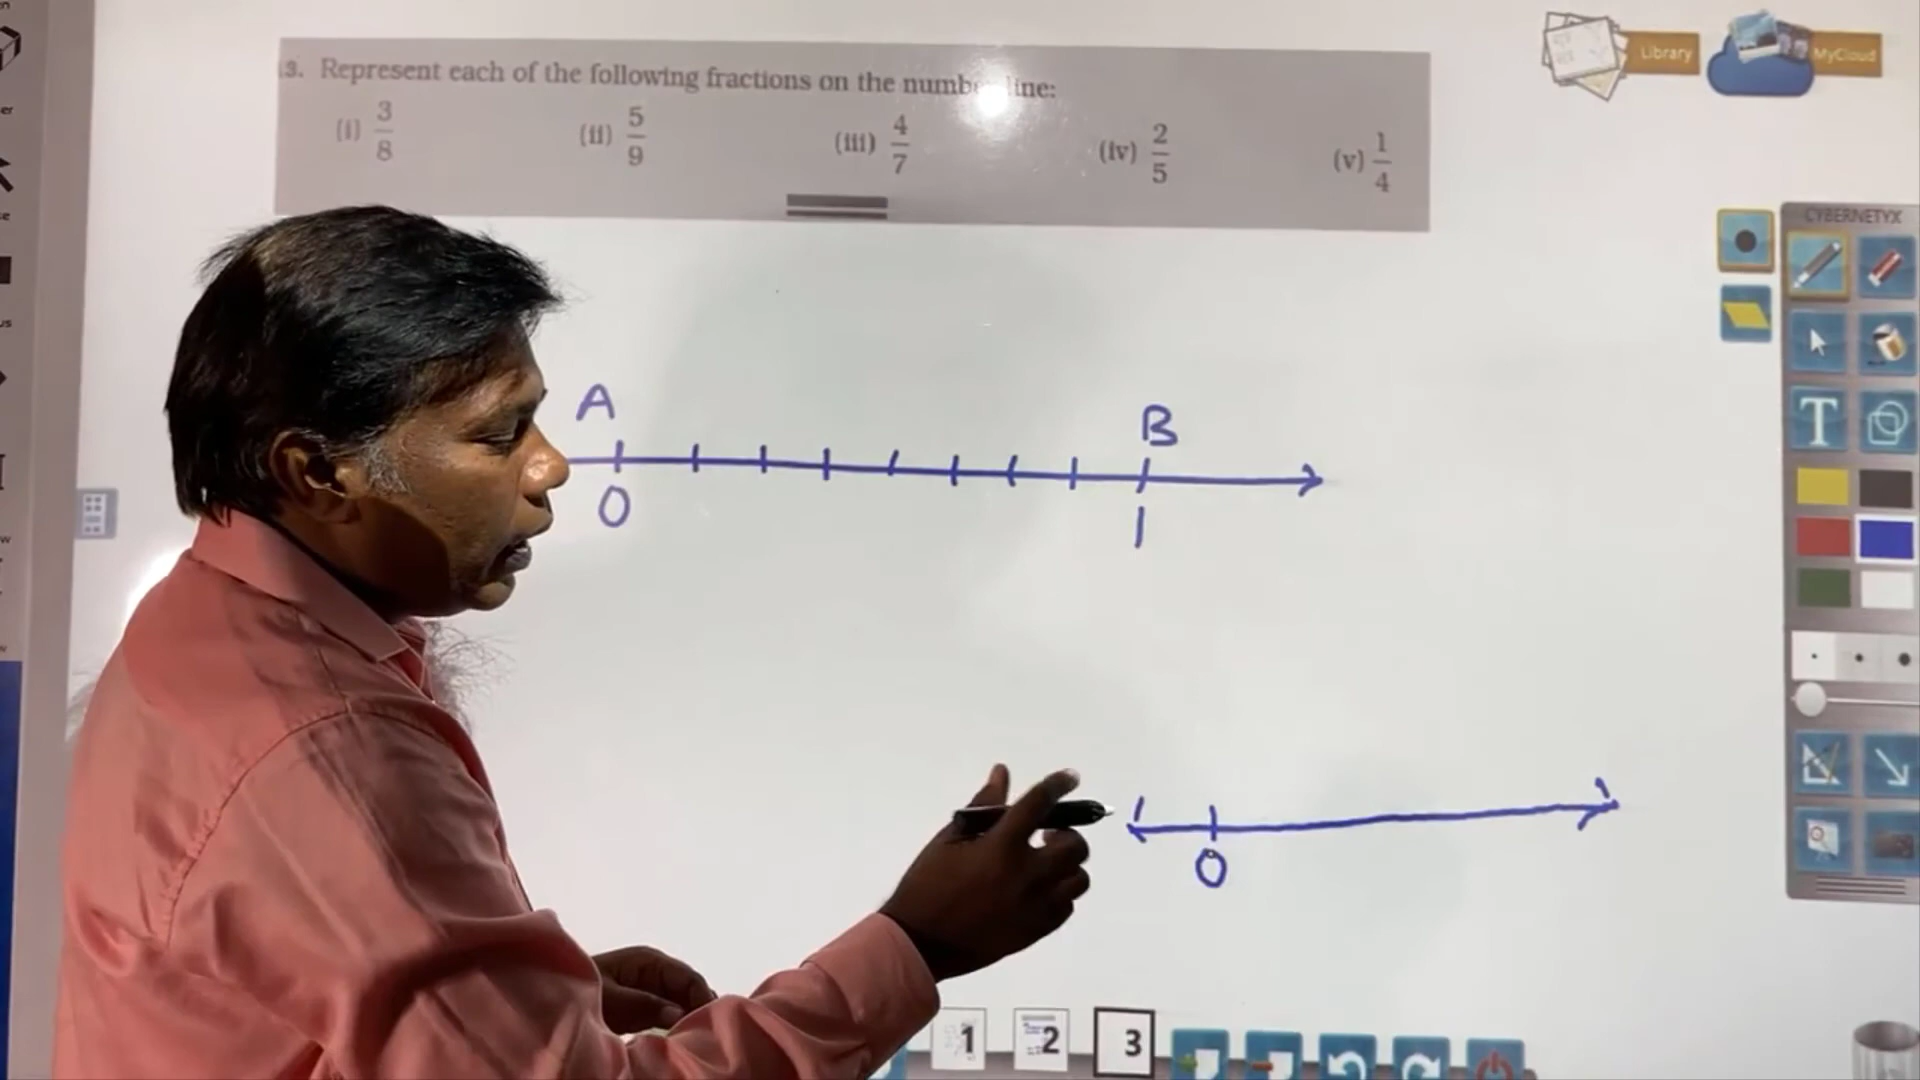 3. Represent each of the following fractions on the number line:
(i) 3/8 (ii) 5/9 (iii) 4/7 (iv) 2/5 (v) 1/4
Library
MyCloud
CYBERNETYX
T
A B
0 1
0
1 2 3